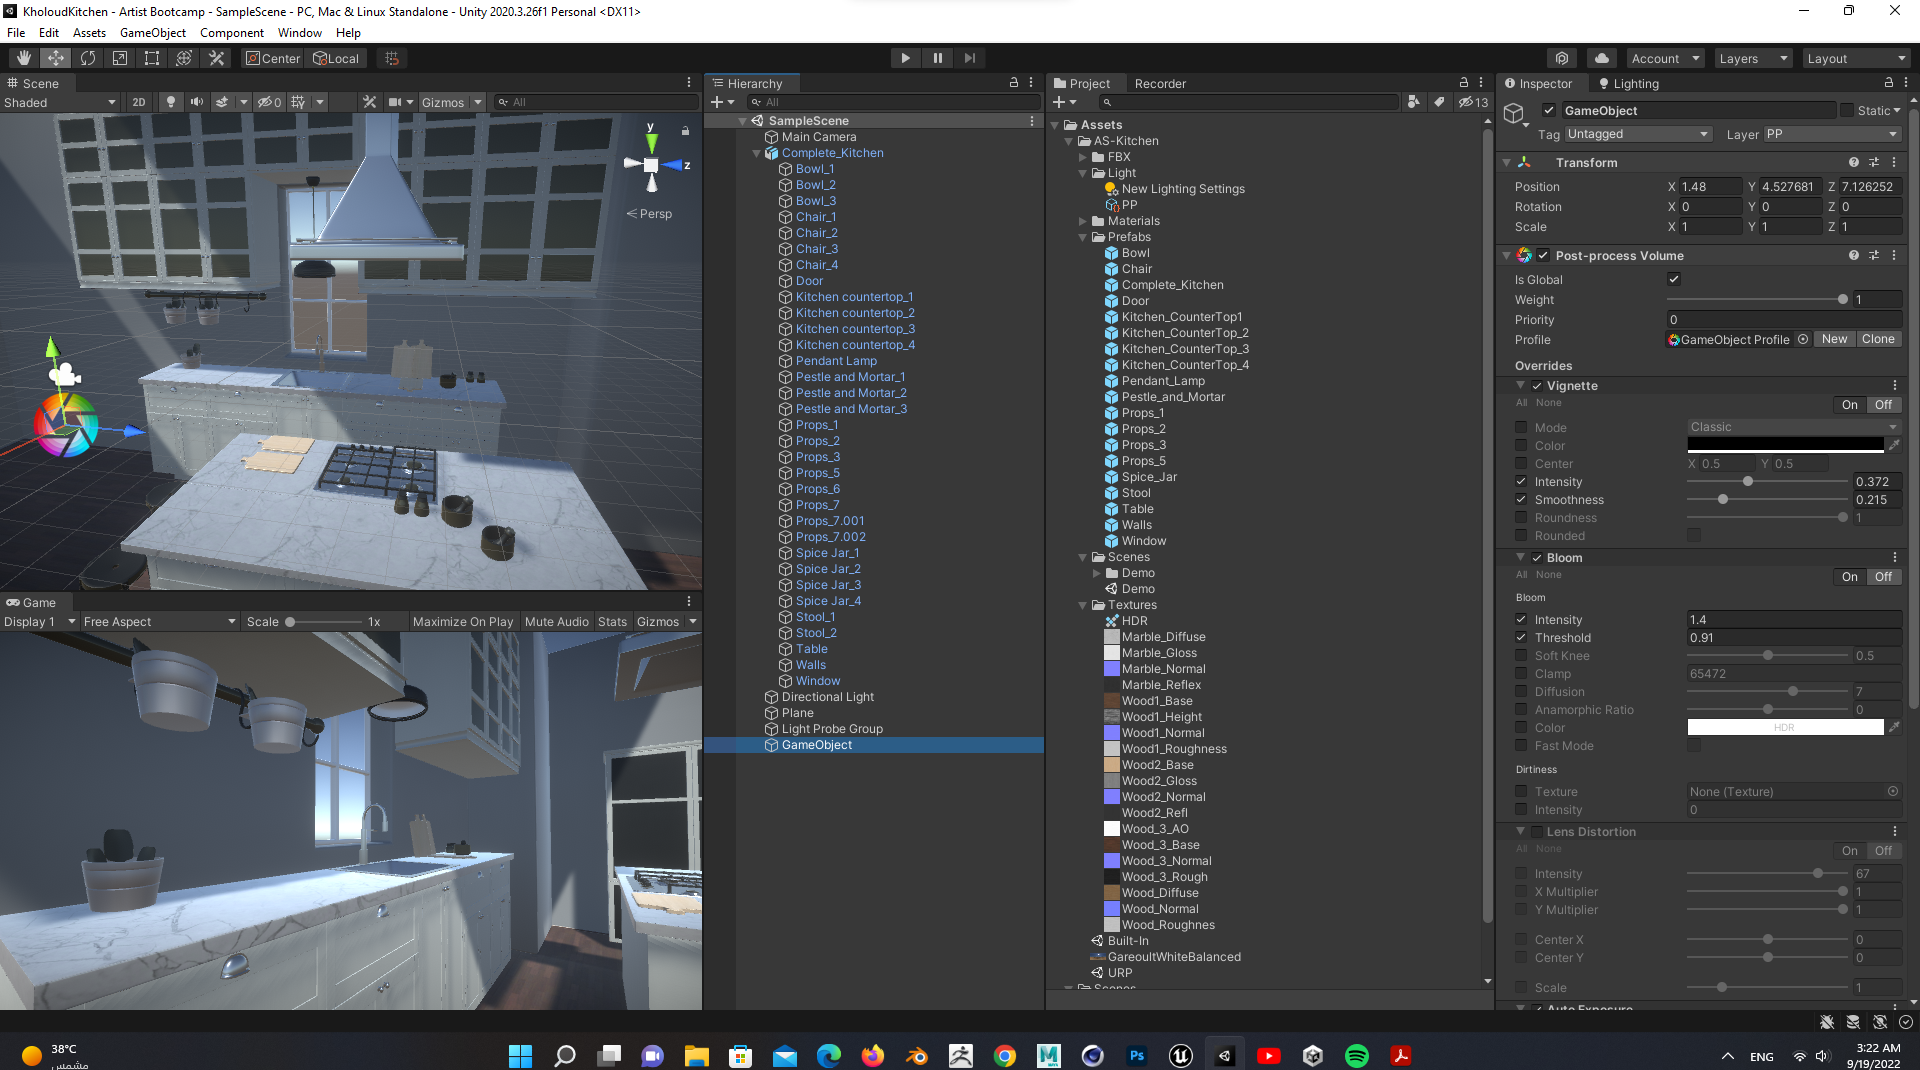 KholoudKitchen - Artist Bootcamp - SampleScene - PC, Mac & Linux Standalone - Unity 2020.3.26f1 Personal <DX11>
File Edit Assets GameObject Component Window Help
Center Local Account Layers Layout
Scene
Shaded 2D 0 Gizmos All
y
z
Persp
Game
Display 1 Free Aspect Scale 1x Maximize On Play Mute Audio Stats Gizmos
Hierarchy
All
SampleScene
Main Camera
Complete_Kitchen
Bowl_1
Bowl_2
Bowl_3
Chair_1
Chair_2
Chair_3
Chair_4
Door
Kitchen countertop_1
Kitchen countertop_2
Kitchen countertop_3
Kitchen countertop_4
Pendant Lamp
Pestle and Mortar_1
Pestle and Mortar_2
Pestle and Mortar_3
Props_1
Props_2
Props_3
Props_5
Props_6
Props_7
Props_7.001
Props_7.002
Spice Jar_1
Spice Jar_2
Spice Jar_3
Spice Jar_4
Stool_1
Stool_2
Table
Walls
Window
Directional Light
Plane
Light Probe Group
GameObject
Project Recorder
13
Assets
AS-Kitchen
FBX
Light
New Lighting Settings
PP
Materials
Prefabs
Bowl
Chair
Complete_Kitchen
Door
Kitchen_CounterTop1
Kitchen_CounterTop_2
Kitchen_CounterTop_3
Kitchen_CounterTop_4
Pendant_Lamp
Pestle_and_Mortar
Props_1
Props_2
Props_3
Props_5
Spice_Jar
Stool
Table
Walls
Window
Scenes
Demo
Demo
Textures
HDR
Marble_Diffuse
Marble_Gloss
Marble_Normal
Marble_Reflex
Wood1_Base
Wood1_Height
Wood1_Normal
Wood1_Roughness
Wood2_Base
Wood2_Gloss
Wood2_Normal
Wood2_Refl
Wood_3_AO
Wood_3_Base
Wood_3_Normal
Wood_3_Rough
Wood_Diffuse
Wood_Normal
Wood_Roughnes
Built-In
GareoultWhiteBalanced
URP
Scenes
Inspector Lighting
GameObject Static
Tag Untagged Layer PP
Transform
Position X 1.48 Y 4.527681 Z 7.126252
Rotation X 0 Y 0 Z 0
Scale X 1 Y 1 Z 1
Post-process Volume
Is Global
Weight 1
Priority 0
Profile GameObject Profile New Clone
Overrides
Vignette
All None On Off
Mode Classic
Color
Center X 0.5 Y 0.5
Intensity 0.372
Smoothness 0.215
Roundness 1
Rounded
Bloom
All None On Off
Bloom
Intensity 1.4
Threshold 0.91
Soft Knee 0.5
Clamp 65472
Diffusion 7
Anamorphic Ratio 0
Color HDR
Fast Mode
Dirtiness
Texture None (Texture)
Intensity 0
Lens Distortion
All None On Off
Intensity 67
X Multiplier 1
Y Multiplier 1
Center X 0
Center Y 0
Scale 1
Auto Exposure
38°C
مشمس
Ps
ENG
3:22 AM
9/19/2022